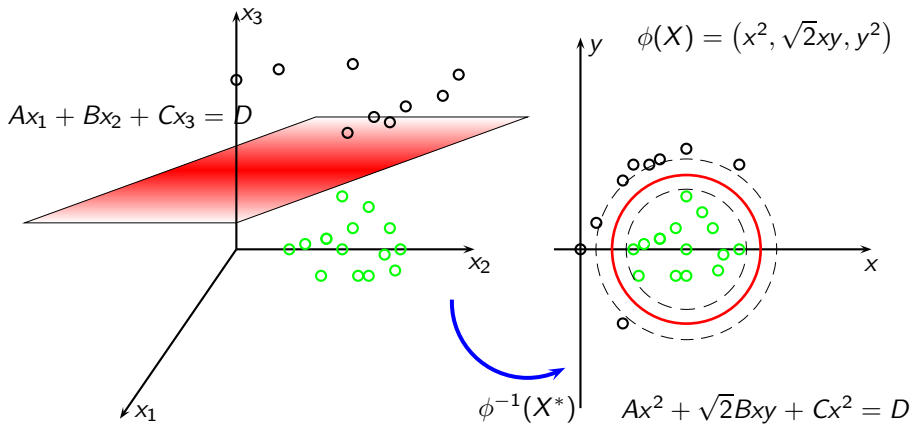 x₃
y
ϕ(X) = (x², √2xy, y²)
Ax₁ + Bx₂ + Cx₃ = D
x₂
x
x₁
ϕ⁻¹(X*)
Ax² + √2Bxy + Cx² = D